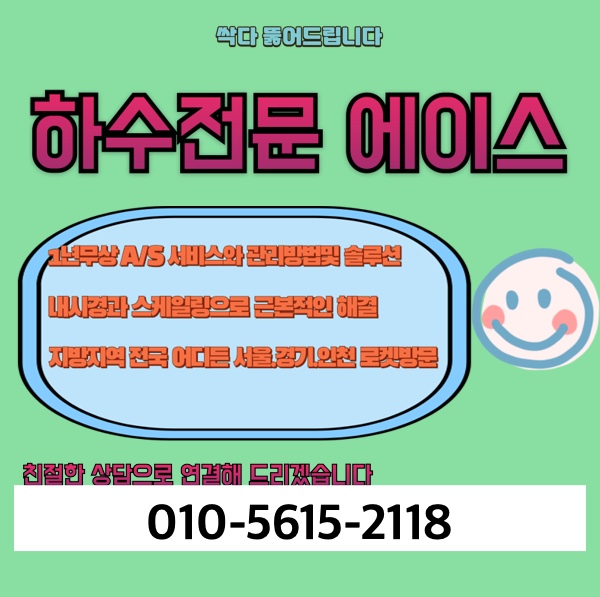 싹다 뚫어드립니다
하수전문 에이스
1년무상 A/S 서비스와 관리방법및 솔루션
내시경과 스케일링으로 근본적인 해결
지방지역 전국 어디든 서울.경기.인천 로켓방문
친절한 상담으로 연결해 드리겠습니다
010-5615-2118